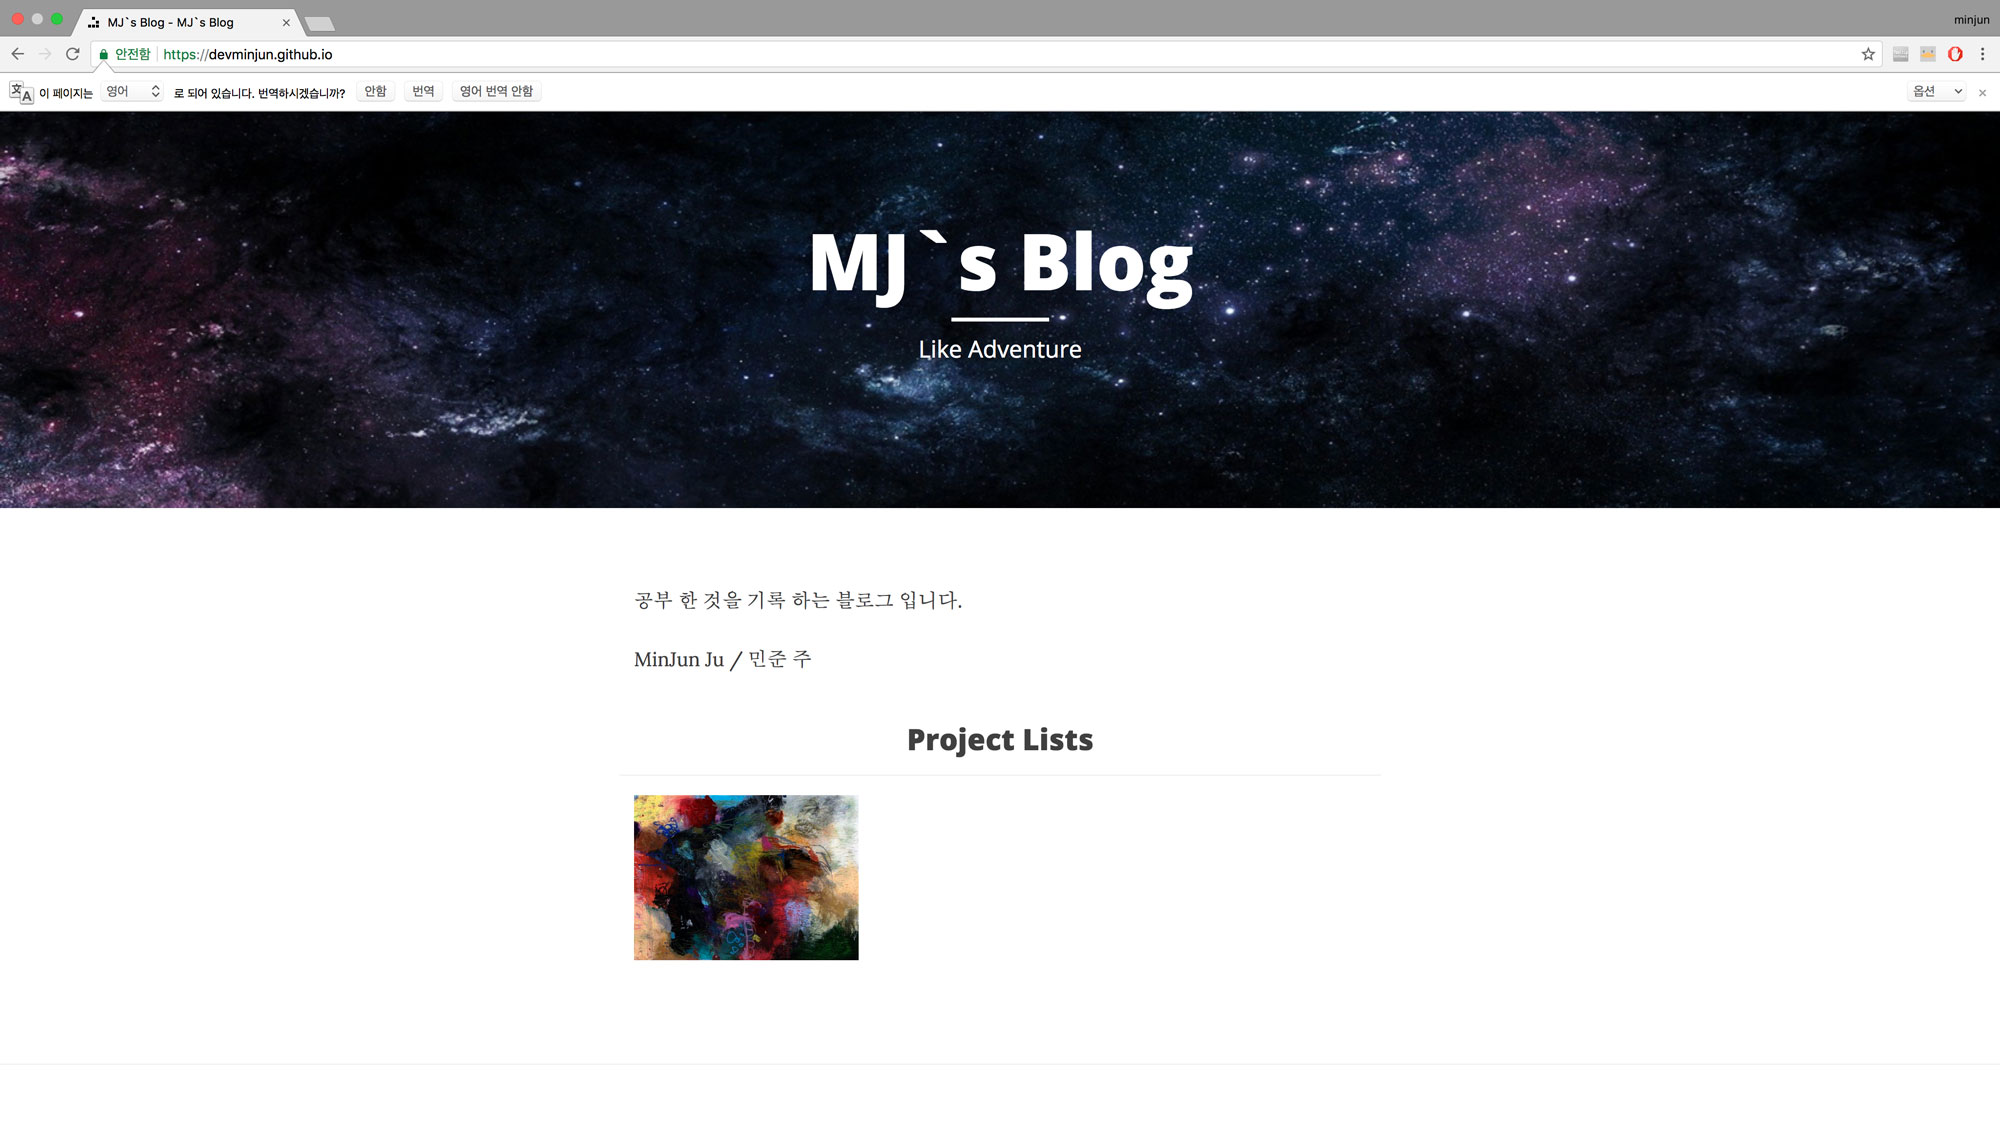 MJ`s Blog - MJ`s Blog
minjun
안전함 https://devminjun.github.io
이 페이지는 영어 로 되어 있습니다. 번역하시겠습니까? 안함 번역 영어 번역 안함 옵션
MJ`s Blog
Like Adventure
공부 한 것을 기록 하는 블로그 입니다.
MinJun Ju / 민준 주
Project Lists